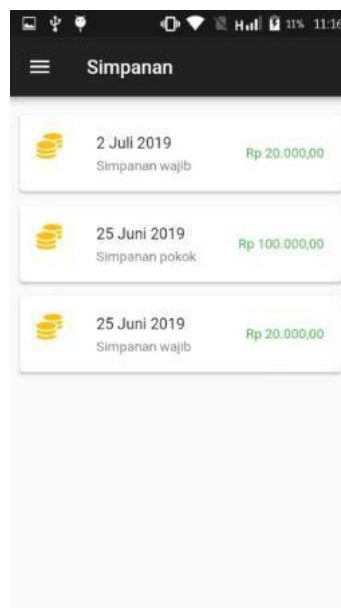 H 11% 11:16
Simpanan
2 Juli 2019
Simpanan wajib
Rp 20.000,00
25 Juni 2019
Simpanan pokok
Rp 100.000,00
25 Juni 2019
Simpanan wajib
Rp 20.000,00